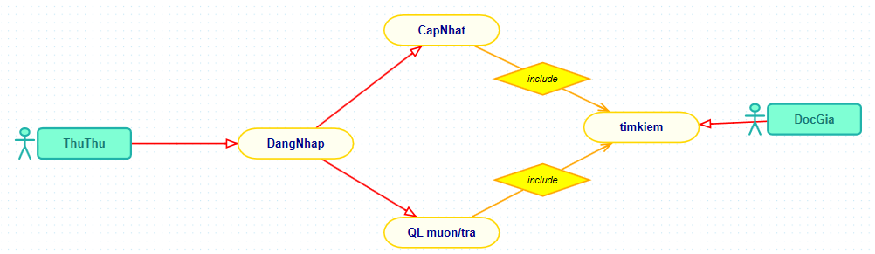 CapNhat
include
ThuThu
DangNhap
timkiem
DocGia
include
QL muon/tra